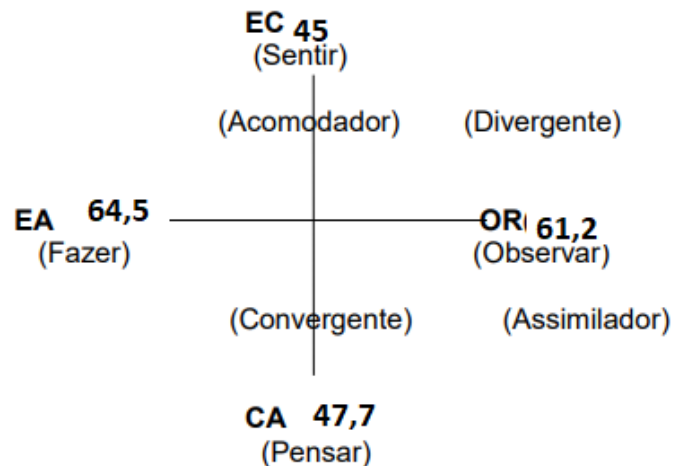 EC 45
(Sentir)
(Acomodador) (Divergente)
EA 64,5 OR 61,2
(Fazer) (Observar)
(Convergente) (Assimilador)
CA 47,7
(Pensar)